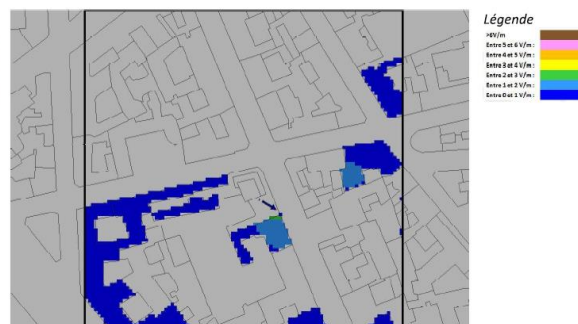 Légende
>6V/m
Entre 5 et 6 V/m :
Entre 4 et 5 V/m :
Entre 3 et 4 V/m :
Entre 2 et 3 V/m :
Entre 1 et 2 V/m :
Entre 0 et 1 V/m :